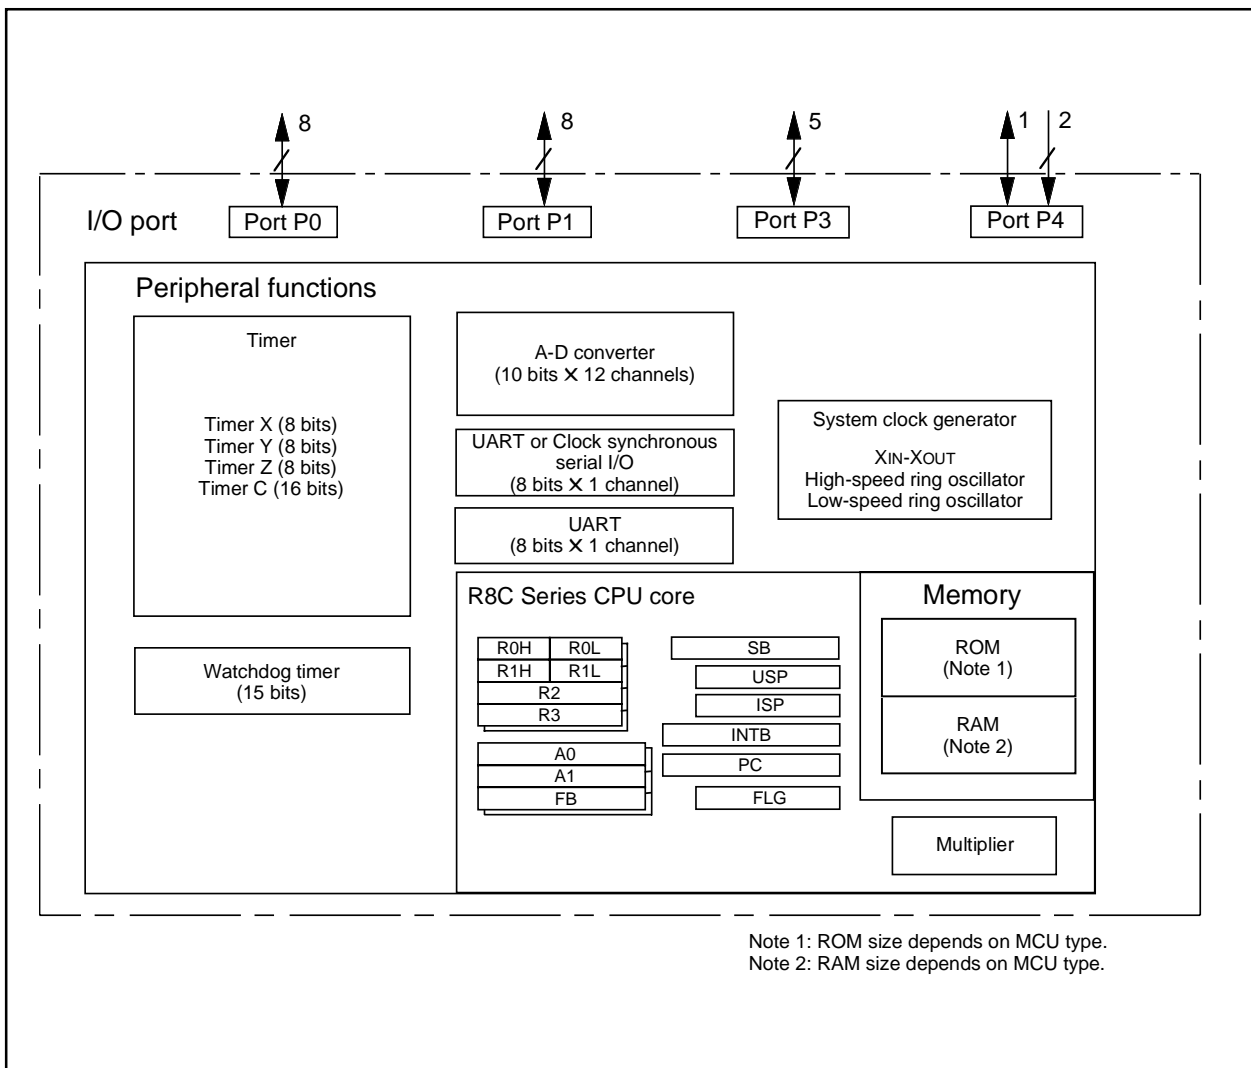 8
8
5
1
2
I/O port
Port P0
Port P1
Port P3
Port P4
Peripheral functions
Timer
Timer X (8 bits)
Timer Y (8 bits)
Timer Z (8 bits)
Timer C (16 bits)
Watchdog timer
(15 bits)
A-D converter
(10 bits X 12 channels)
UART or Clock synchronous
serial I/O
(8 bits X 1 channel)
UART
(8 bits X 1 channel)
System clock generator
XIN-XOUT
High-speed ring oscillator
Low-speed ring oscillator
R8C Series CPU core
R0H R0L
R1H R1L
R2
R3
A0
A1
FB
SB
USP
ISP
INTB
PC
FLG
Memory
ROM
(Note 1)
RAM
(Note 2)
Multiplier
Note 1: ROM size depends on MCU type.
Note 2: RAM size depends on MCU type.